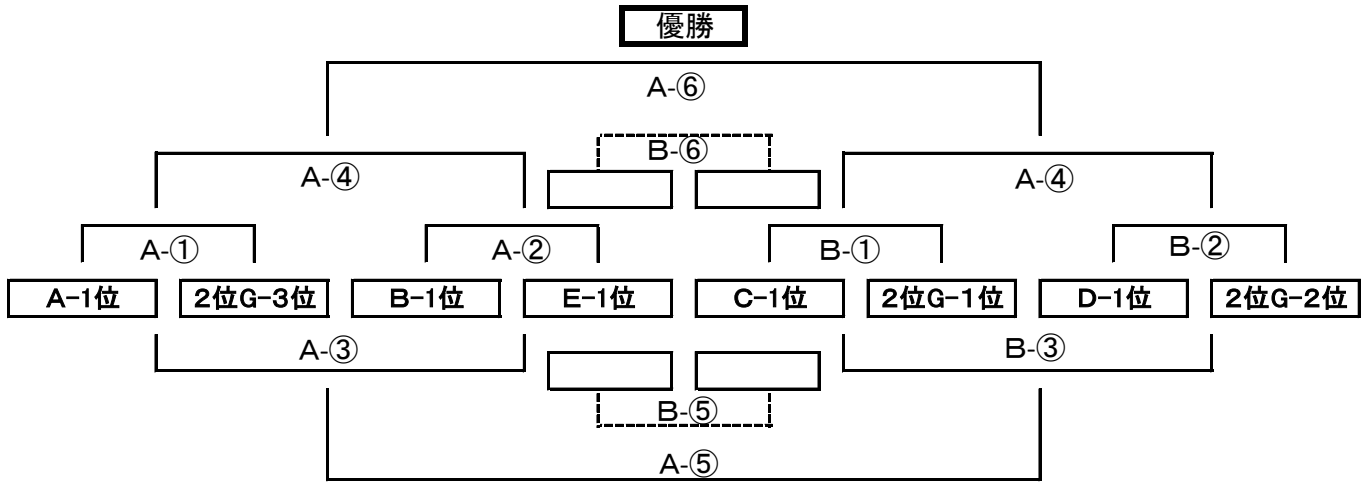 優勝
A-⑥
B-⑥
A-④
A-④
A-①
A-②
B-①
B-②
A-1位
2位G-3位
B-1位
E-1位
C-1位
2位G-1位
D-1位
2位G-2位
A-③
B-③
B-⑤
A-⑤